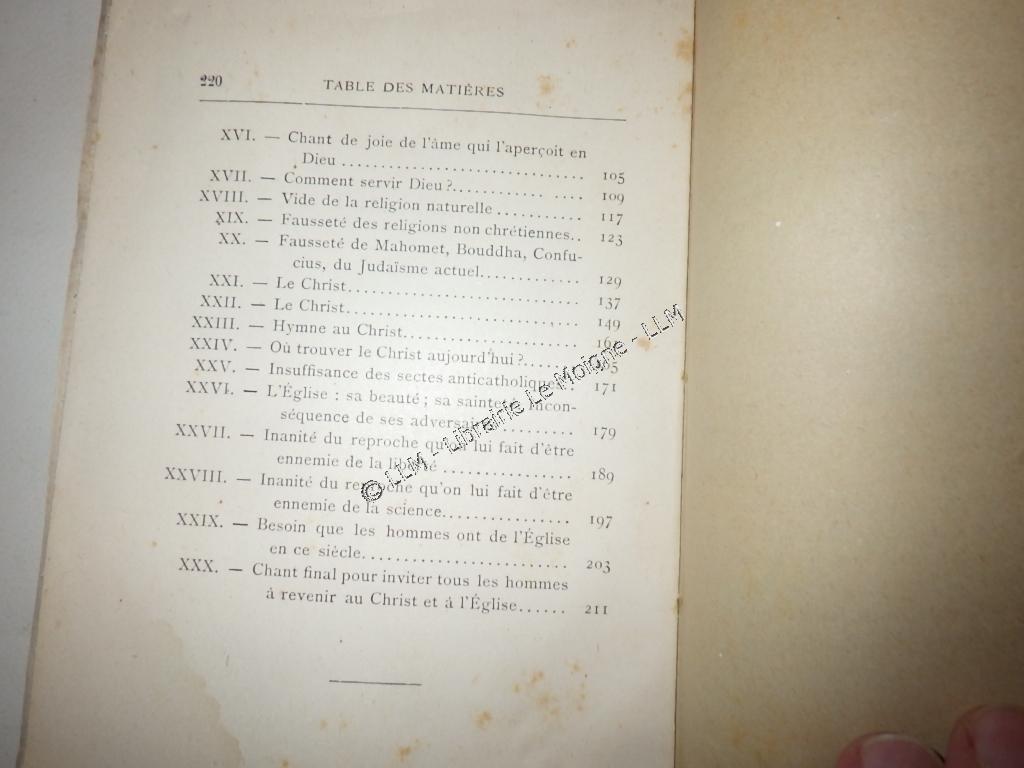 220 TABLE DES MATIÈRES
XVI. — Chant de joie de l'âme qui l'aperçoit en
Dieu .............................. 105
XVII. — Comment servir Dieu?........... .... 109
XVIII. — Vide de la religion naturelle ........... 117
XIX. — Fausseté des religions non chrétiennes.. 123
XX. — Fausseté de Mahomet, Bouddha, Confu-
cius, du Judaïsme actuel............ 129
XXI. — Le Christ............................ 137
XXII. — Le Christ............................ 149
XXIII. — Hymne au Christ.....................
XXIV. — Où trouver le Christ aujourd'hui?.......
XXV. — Insuffisance des sectes anticatholiques 171
XXVI. — L'Église : sa beauté ; sa sainteté, incon-
séquence de ses adversaires......... 179
XXVII. — Inanité du reproche qu'on lui fait d'être
ennemie de la liberté ............... 189
XXVIII. — Inanité du reproche qu'on lui fait d'être
ennemie de la science............... 197
XXIX. — Besoin que les hommes ont de l'Église
en ce siécle........................ 203
XXX. — Chant final pour inviter tous les hommes
à revenir au Christ et à l'Église...... 211
© LLM - Librairie Le Moigne - LLM